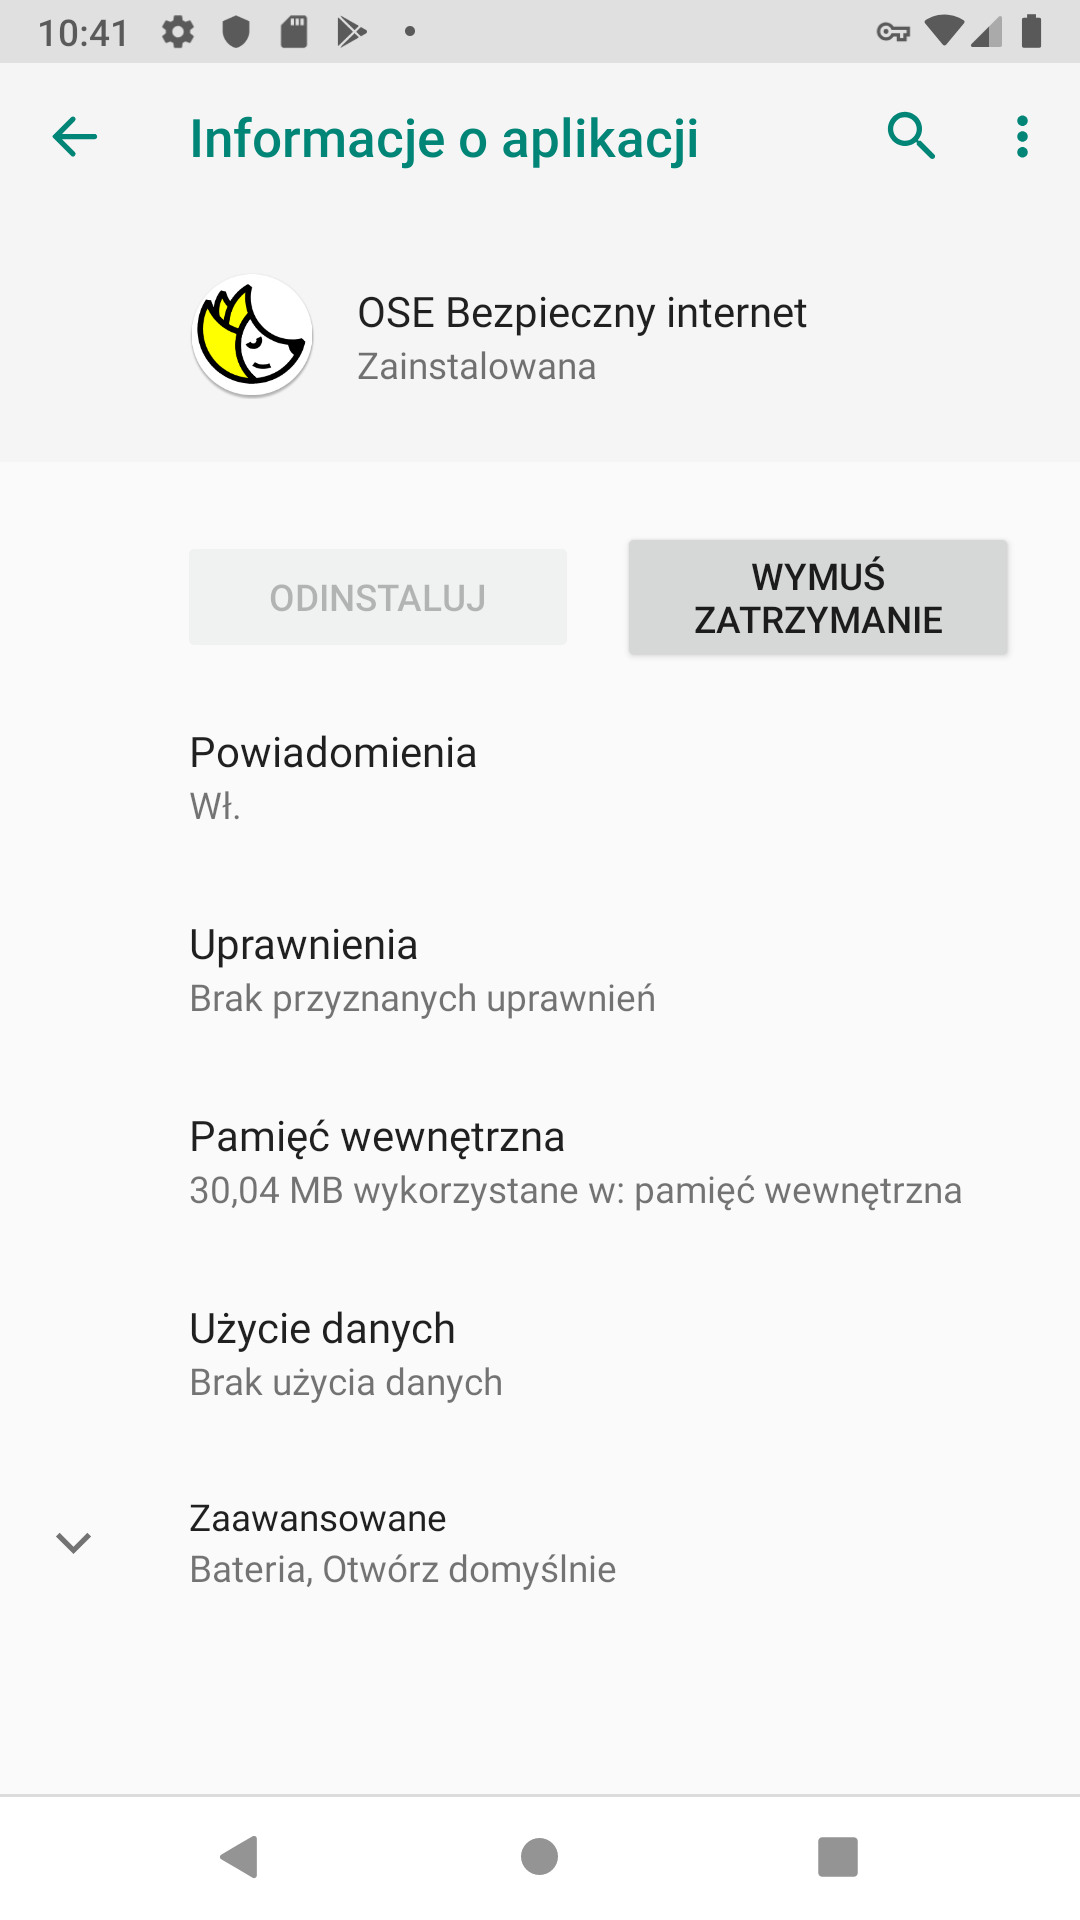 10:41
Informacje o aplikacji
OSE Bezpieczny internet
Zainstalowana
ODINSTALUJ
WYMUŚ
ZATRZYMANIE
Powiadomienia
Wł.
Uprawnienia
Brak przyznanych uprawnień
Pamięć wewnętrzna
30,04 MB wykorzystane w: pamięć wewnętrzna
Użycie danych
Brak użycia danych
Zaawansowane
Bateria, Otwórz domyślnie